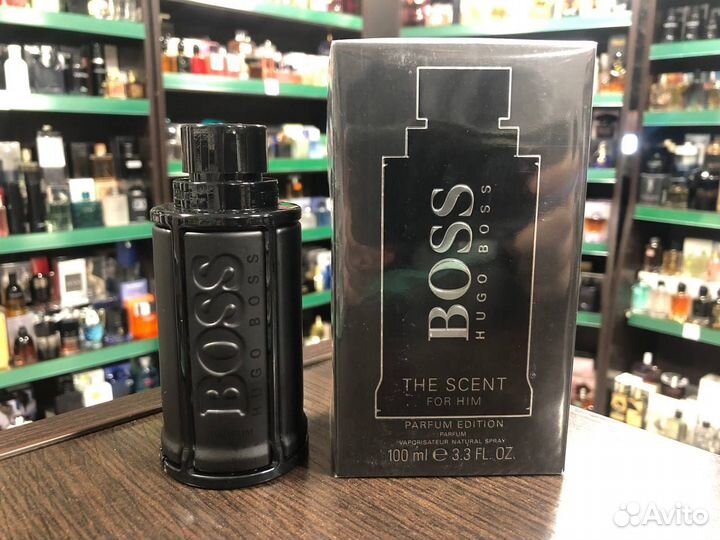 BOSS
HUGO BOSS
BOSS
HUGO BOSS
THE SCENT
FOR HIM
PARFUM EDITION
PARFUM
VAPORISATEUR NATURAL SPRAY
100 ml ℮ 3.3 FL. OZ.
Avito